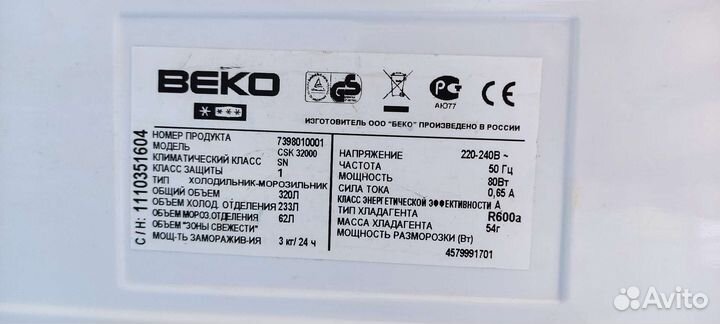 BEKO
АЮ77
ИЗГОТОВИТЕЛЬ ООО "БЕКО" ПРОИЗВЕДЕНО В РОССИИ
С/Н: 1110351604
НОМЕР ПРОДУКТА 7398010001
МОДЕЛЬ CSK 32000
КЛИМАТИЧЕСКИЙ КЛАСС SN
КЛАСС ЗАЩИТЫ 1
ТИП ХОЛОДИЛЬНИК-МОРОЗИЛЬНИК
ОБЩИЙ ОБЪЕМ 320Л
ОБЪЕМ ХОЛОД. ОТДЕЛЕНИЯ 233Л
ОБЪЕМ МОРОЗ.ОТДЕЛЕНИЯ 62Л
ОБЪЕМ "ЗОНЫ СВЕЖЕСТИ"
МОЩ-ТЬ ЗАМОРАЖИВ-ИЯ 3 кг/ 24 ч
НАПРЯЖЕНИЕ 220-240В ~
ЧАСТОТА 50 Гц
МОЩНОСТЬ 80Вт
СИЛА ТОКА 0,65 А
КЛАСС ЭНЕРГЕТИЧЕСКОЙ ЭФФЕКТИВНОСТИ А
ТИП ХЛАДАГЕНТА R600a
МАССА ХЛАДАГЕНТА 54г
МОЩНОСТЬ РАЗМОРОЗКИ (Вт)
4579991701
Avito